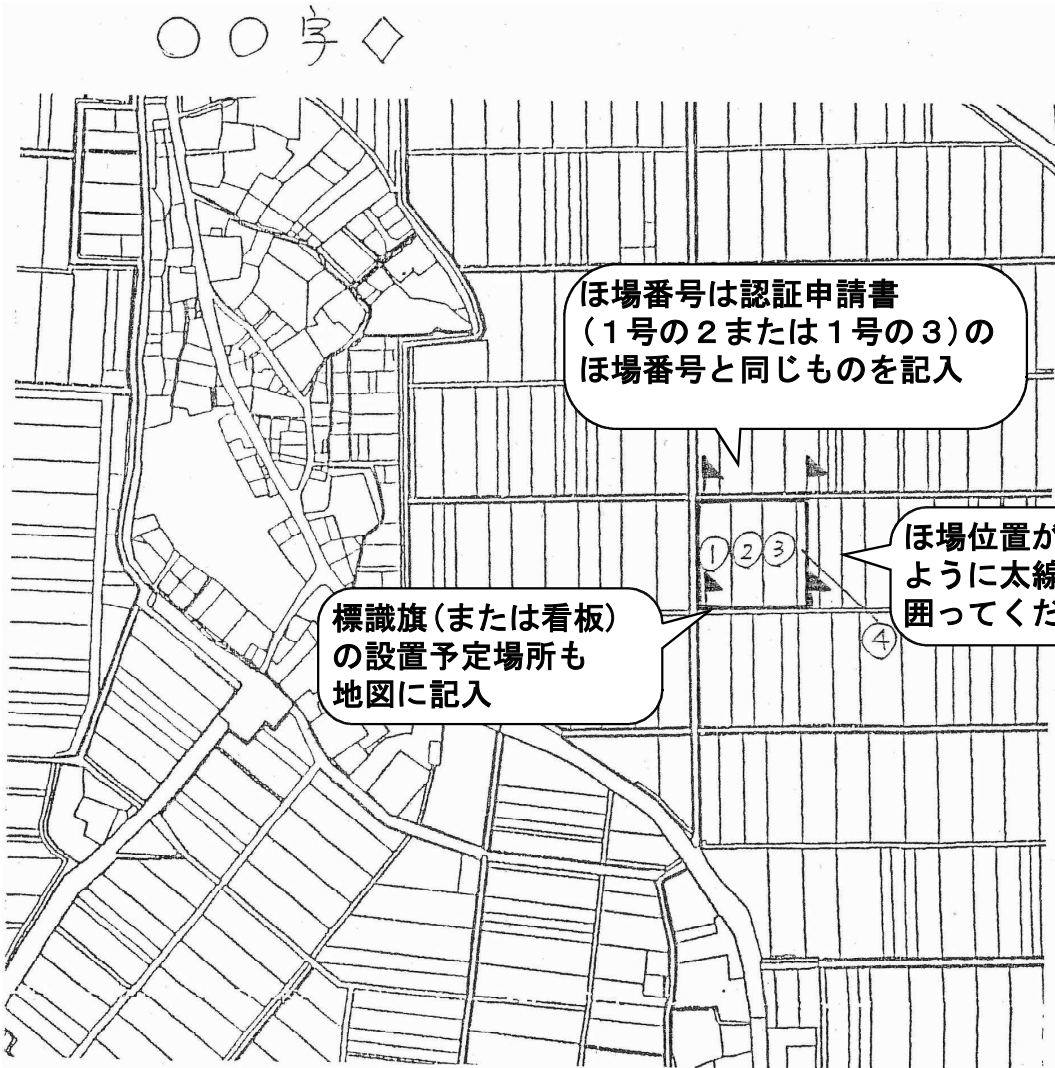 ○○字◇
ほ場番号は認証申請書
(１号の２または１号の３)の
ほ場番号と同じものを記入
①②③
ほ場位置が
ように太線
囲ってくだ
標識旗(または看板)
の設置予定場所も
地図に記入
④